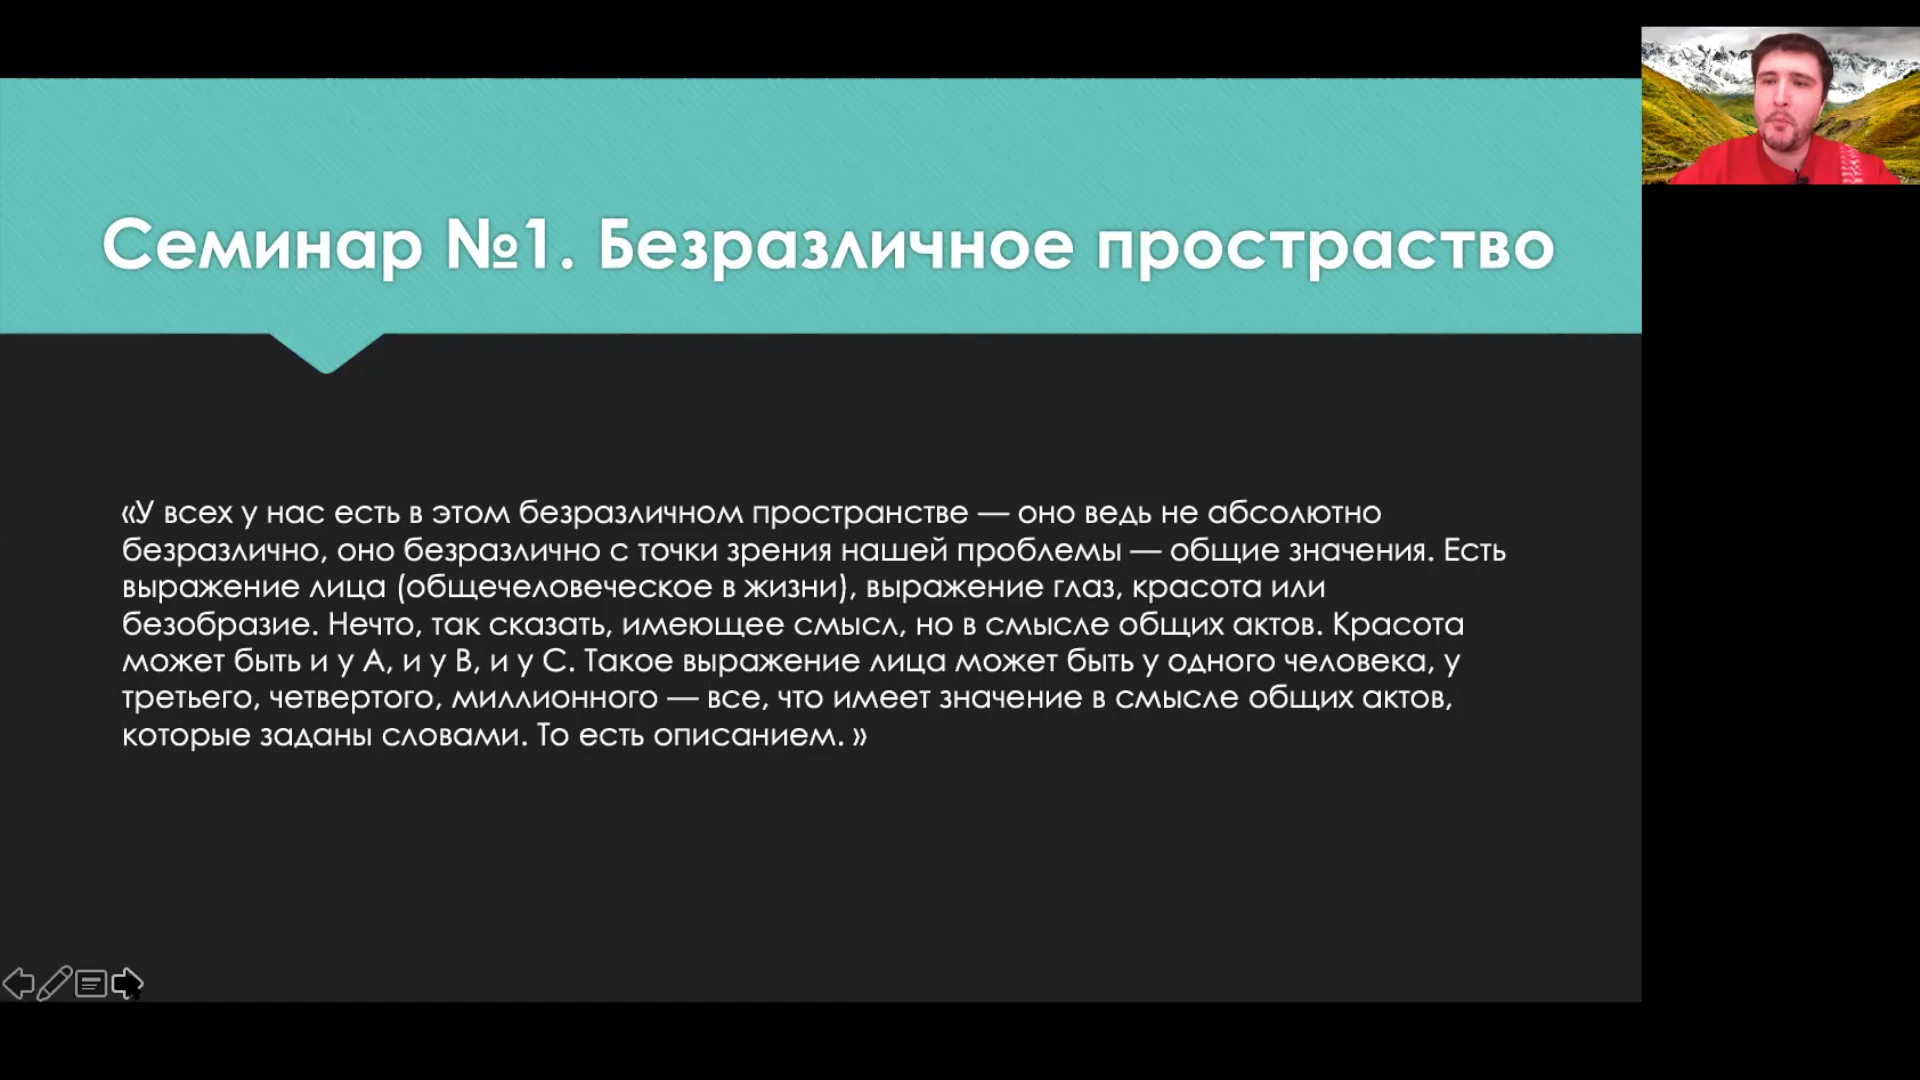 Семинар №1. Безразличное простраство
«У всех у нас есть в этом безразличном пространстве — оно ведь не абсолютно
безразлично, оно безразлично с точки зрения нашей проблемы — общие значения. Есть
выражение лица (общечеловеческое в жизни), выражение глаз, красота или
безобразие. Нечто, так сказать, имеющее смысл, но в смысле общих актов. Красота
может быть и у А, и у В, и у С. Такое выражение лица может быть у одного человека, у
третьего, четвертого, миллионного — все, что имеет значение в смысле общих актов,
которые заданы словами. То есть описанием. »